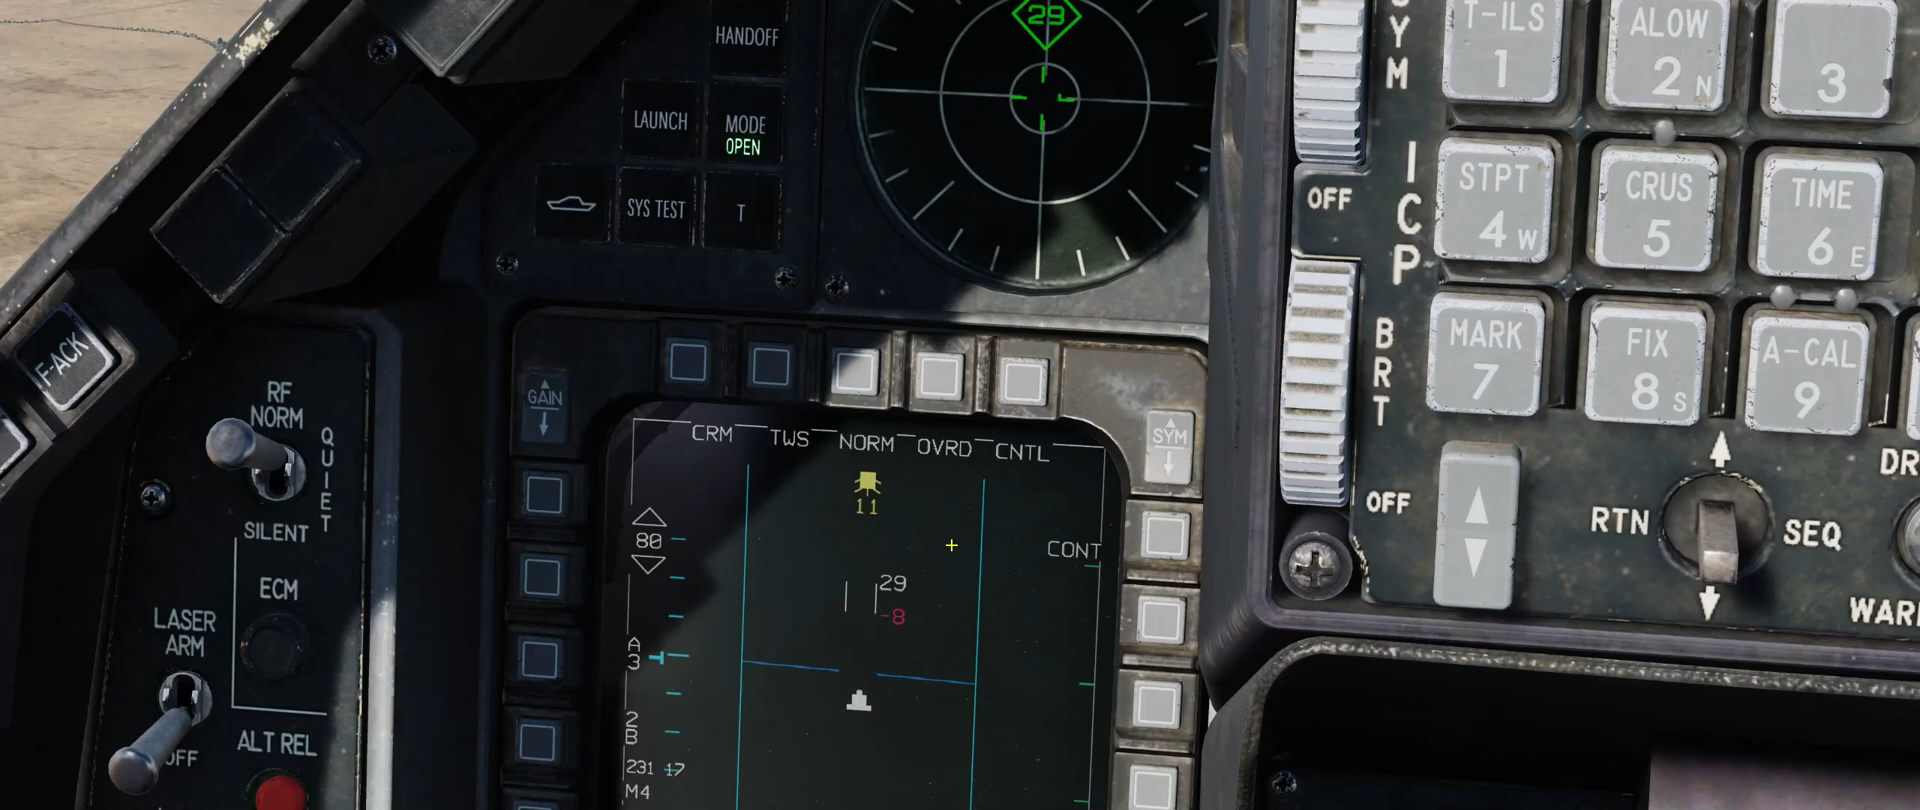 HANDOFF
LAUNCH
MODE
OPEN
SYS TEST
T
29
F-ACK
RF
NORM
QUIET
SILENT
ECM
LASER
ARM
OFF
ALT REL
GAIN
SYM
CRM TWS NORM OVRD CNTL
11
80
CONT
29
-8
A
3
2
B
231 17
M4
SYM
ICP
OFF
BRT
OFF
T-ILS
1
ALOW
2 N
3
STPT
4 W
CRUS
5
TIME
6 E
MARK
7
FIX
8 S
A-CAL
9
RTN
SEQ
DR
WAR